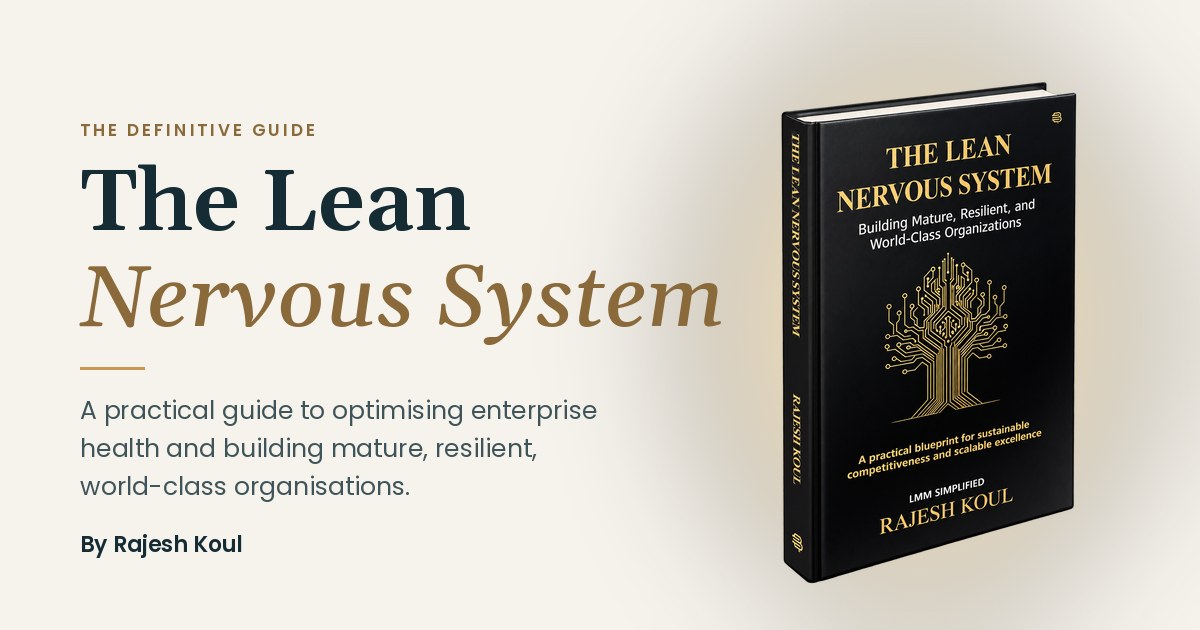 THE DEFINITIVE GUIDE
The Lean
Nervous System
A practical guide to optimising enterprise
health and building mature, resilient,
world-class organisations.
By Rajesh Koul
THE LEAN NERVOUS SYSTEM
RAJESH KOUL
THE LEAN
NERVOUS SYSTEM
Building Mature, Resilient, and
World-Class Organizations
A practical blueprint for sustainable
competitiveness and scalable excellence
LMM SIMPLIFIED
RAJESH KOUL